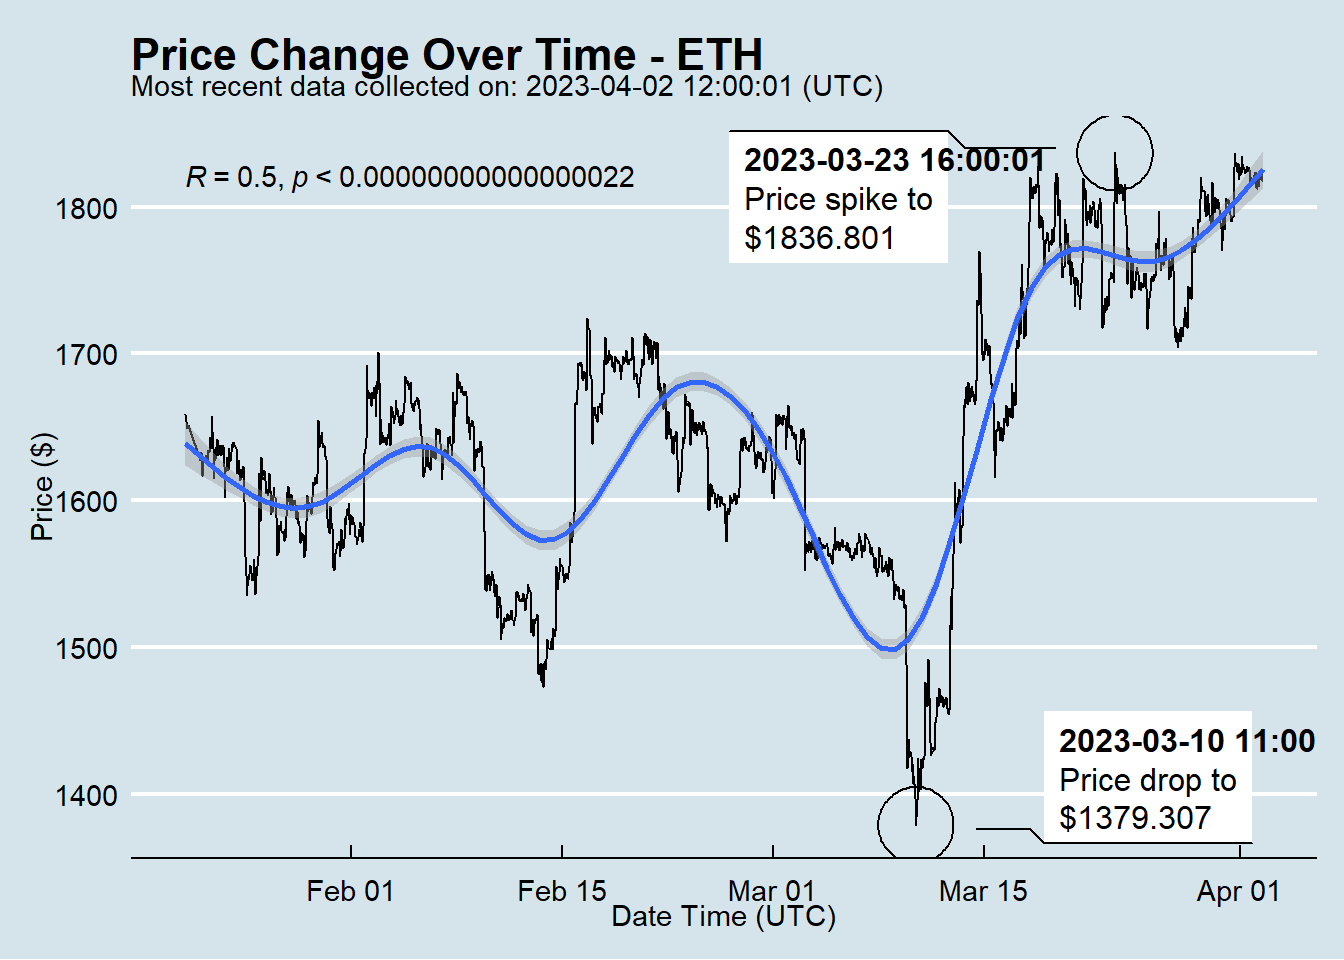 Price Change Over Time - ETH
Most recent data collected on: 2023-04-02 12:00:01 (UTC)
R = 0.5, p < 0.00000000000000022
2023-03-23 16:00:01
Price spike to
$1836.801
1800
1700
1600
1500
1400
Price ($)
2023-03-10 11:00
Price drop to
$1379.307
Feb 01 Feb 15 Mar 01 Mar 15 Apr 01
Date Time (UTC)